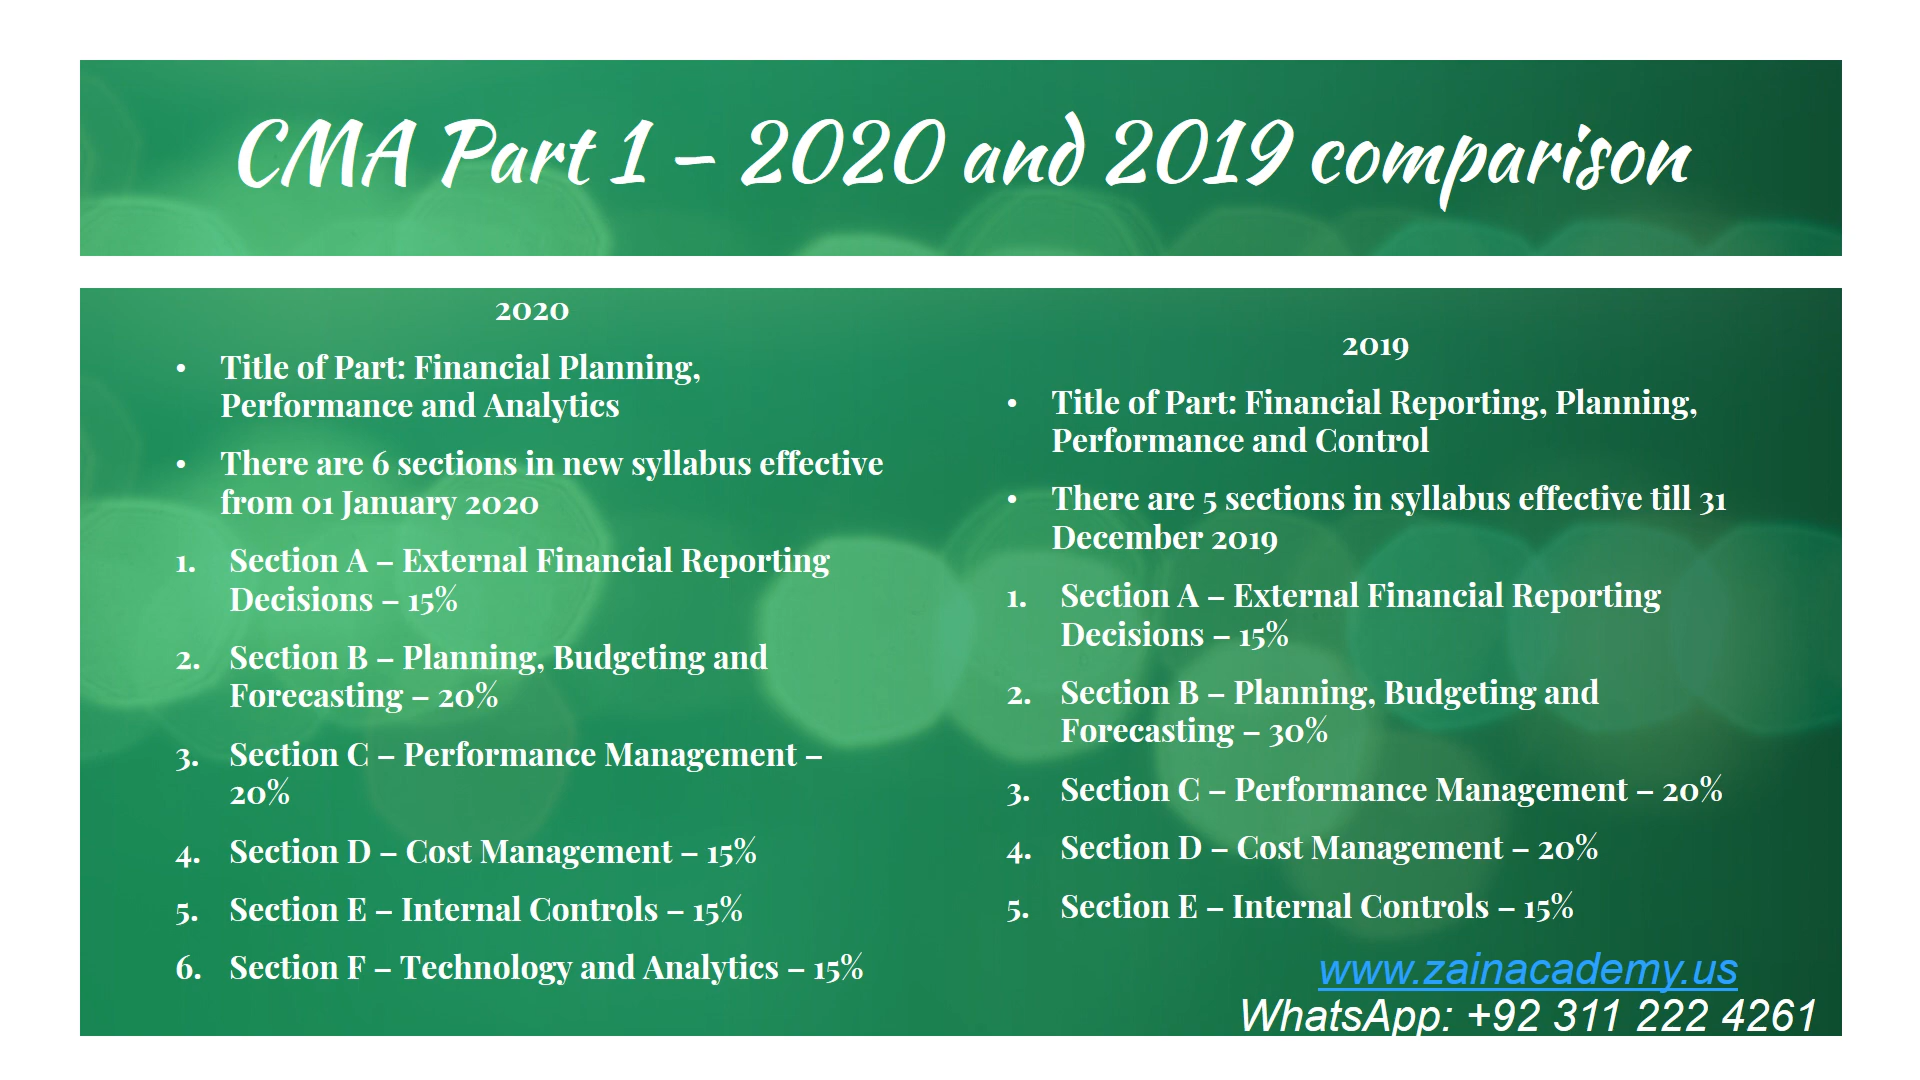 CMA Part 1 – 2020 and 2019 comparison
2020
• Title of Part: Financial Planning,
Performance and Analytics
• There are 6 sections in new syllabus effective
from 01 January 2020
1. Section A – External Financial Reporting
Decisions – 15%
2. Section B – Planning, Budgeting and
Forecasting – 20%
3. Section C – Performance Management –
20%
4. Section D – Cost Management – 15%
5. Section E – Internal Controls – 15%
6. Section F – Technology and Analytics – 15%
2019
• Title of Part: Financial Reporting, Planning,
Performance and Control
• There are 5 sections in syllabus effective till 31
December 2019
1. Section A – External Financial Reporting
Decisions – 15%
2. Section B – Planning, Budgeting and
Forecasting – 30%
3. Section C – Performance Management – 20%
4. Section D – Cost Management – 20%
5. Section E – Internal Controls – 15%
www.zainacademy.us
WhatsApp: +92 311 222 4261